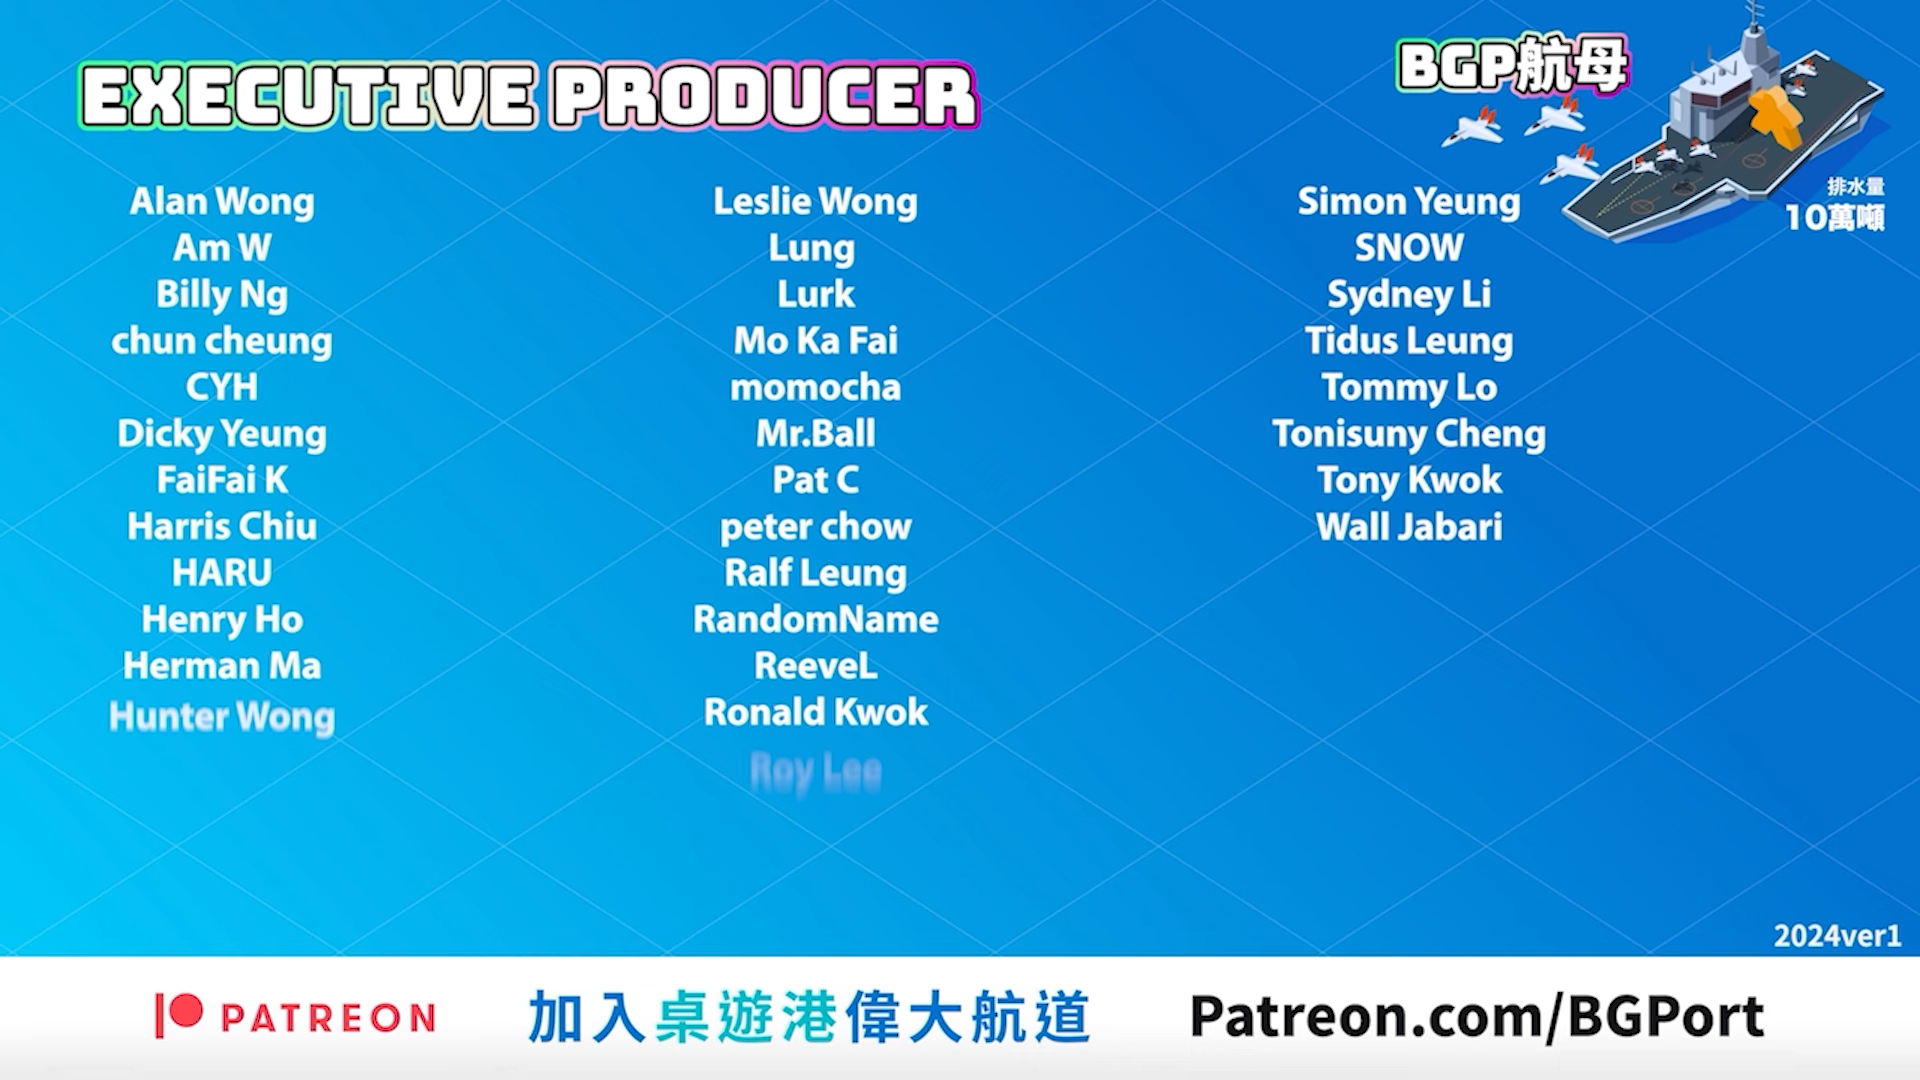 EXECUTIVE PRODUCER
BGP航母
排水量
10萬噸
Alan Wong
Am W
Billy Ng
chun cheung
CYH
Dicky Yeung
FaiFai K
Harris Chiu
HARU
Henry Ho
Herman Ma
Hunter Wong
Leslie Wong
Lung
Lurk
Mo Ka Fai
momocha
Mr.Ball
Pat C
peter chow
Ralf Leung
RandomName
ReeveL
Ronald Kwok
Roy Lee
Simon Yeung
SNOW
Sydney Li
Tidus Leung
Tommy Lo
Tonisuny Cheng
Tony Kwok
Wall Jabari
2024ver1
PATREON
加入桌遊港偉大航道
Patreon.com/BGPort